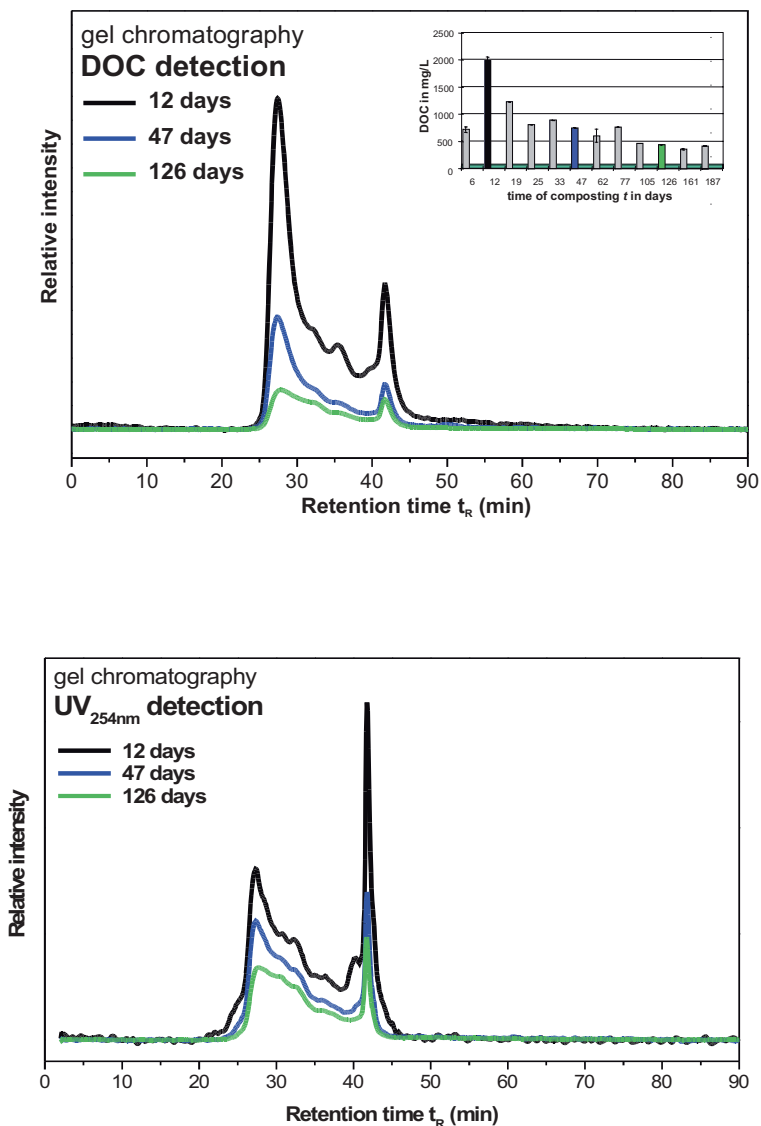 gel chromatography
DOC detection
12 days
47 days
126 days
Relative intensity
DOC in mg/L
2500
2000
1500
1000
500
0
6 12 19 25 33 47 62 77 105 126 161 187
time of composting t in days
0 10 20 30 40 50 60 70 80 90
Retention time tR (min)
gel chromatography
UV254nm detection
12 days
47 days
126 days
Relative intensity
0 10 20 30 40 50 60 70 80 90
Retention time tR (min)